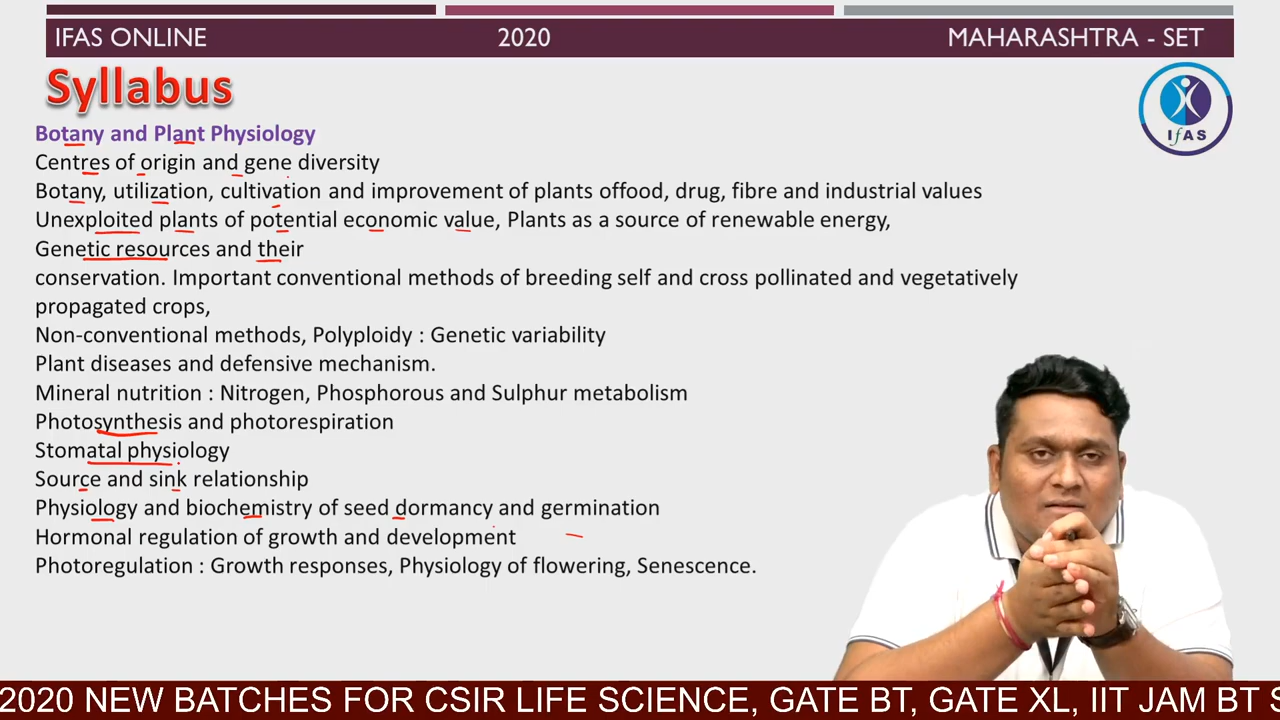 IFAS ONLINE 2020 MAHARASHTRA - SET
Syllabus
IfAS
Botany and Plant Physiology
Centres of origin and gene diversity
Botany, utilization, cultivation and improvement of plants offood, drug, fibre and industrial values
Unexploited plants of potential economic value, Plants as a source of renewable energy,
Genetic resources and their
conservation. Important conventional methods of breeding self and cross pollinated and vegetatively
propagated crops,
Non-conventional methods, Polyploidy : Genetic variability
Plant diseases and defensive mechanism.
Mineral nutrition : Nitrogen, Phosphorous and Sulphur metabolism
Photosynthesis and photorespiration
Stomatal physiology
Source and sink relationship
Physiology and biochemistry of seed dormancy and germination
Hormonal regulation of growth and development
Photoregulation : Growth responses, Physiology of flowering, Senescence.
2020 NEW BATCHES FOR CSIR LIFE SCIENCE, GATE BT, GATE XL, IIT JAM BT S